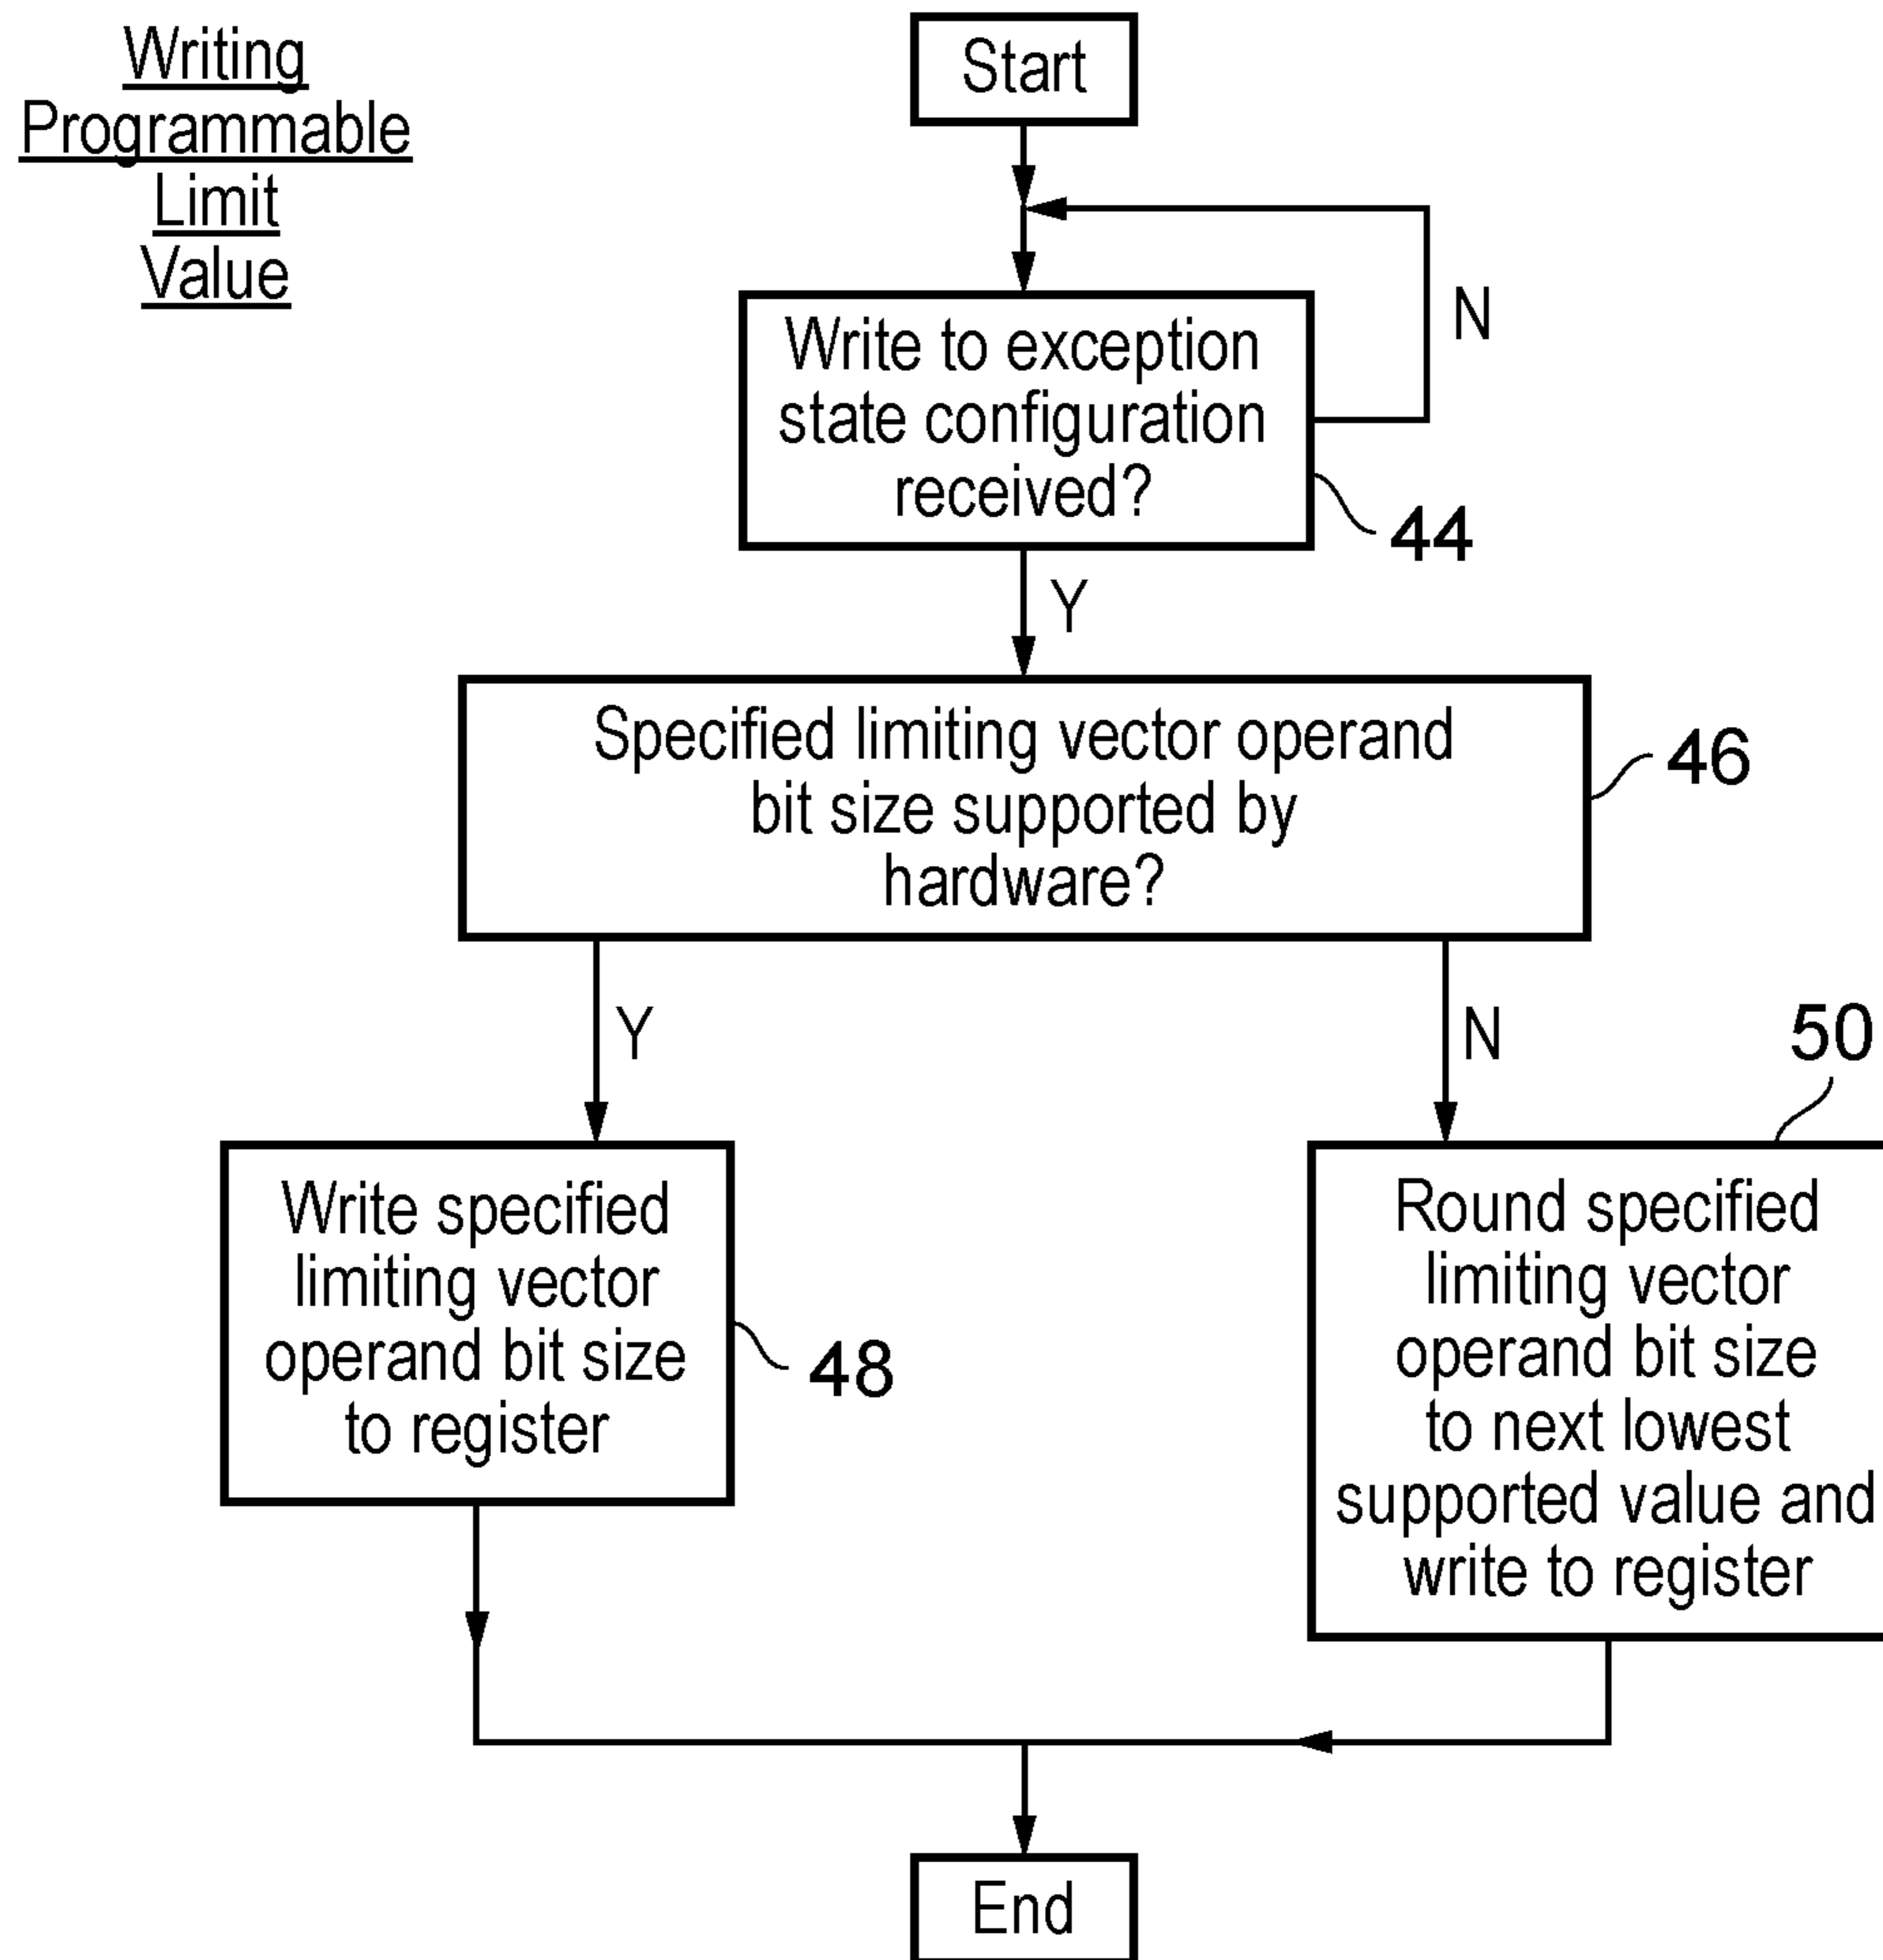 Writing
Programmable
Limit
Value
Start
Write to exception
state configuration
received?
N
44
Y
Specified limiting vector operand
bit size supported by
hardware?
46
Y
N
50
Write specified
limiting vector
operand bit size
to register
48
Round specified
limiting vector
operand bit size
to next lowest
supported value and
write to register
End